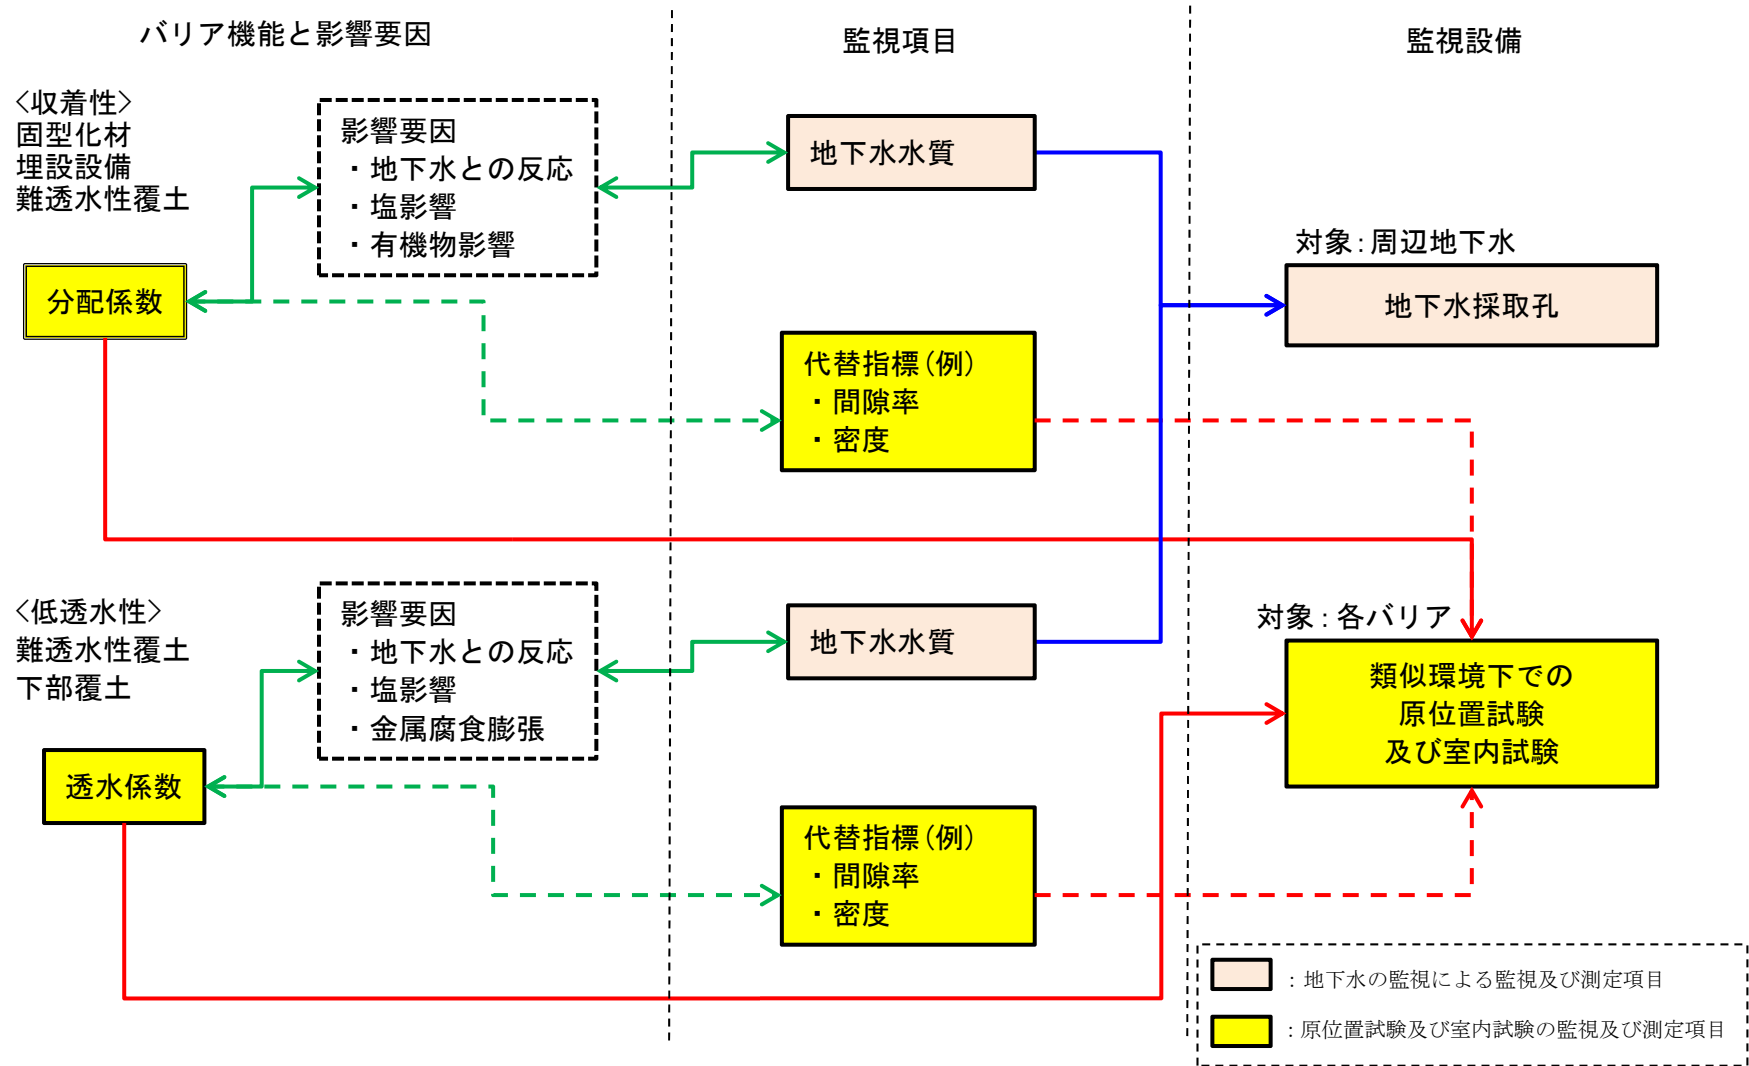 バリア機能と影響要因
監視項目
監視設備
<収着性>
固型化材
埋設設備
難透水性覆土
影響要因
・地下水との反応
・塩影響
・有機物影響
地下水水質
分配係数
対象:周辺地下水
地下水採取孔
代替指標(例)
・間隙率
・密度
<低透水性>
難透水性覆土
下部覆土
影響要因
・地下水との反応
・塩影響
・金属腐食膨張
地下水水質
対象:各バリア
類似環境下での
原位置試験
及び室内試験
透水係数
代替指標(例)
・間隙率
・密度
:地下水の監視による監視及び測定項目
:原位置試験及び室内試験の監視及び測定項目